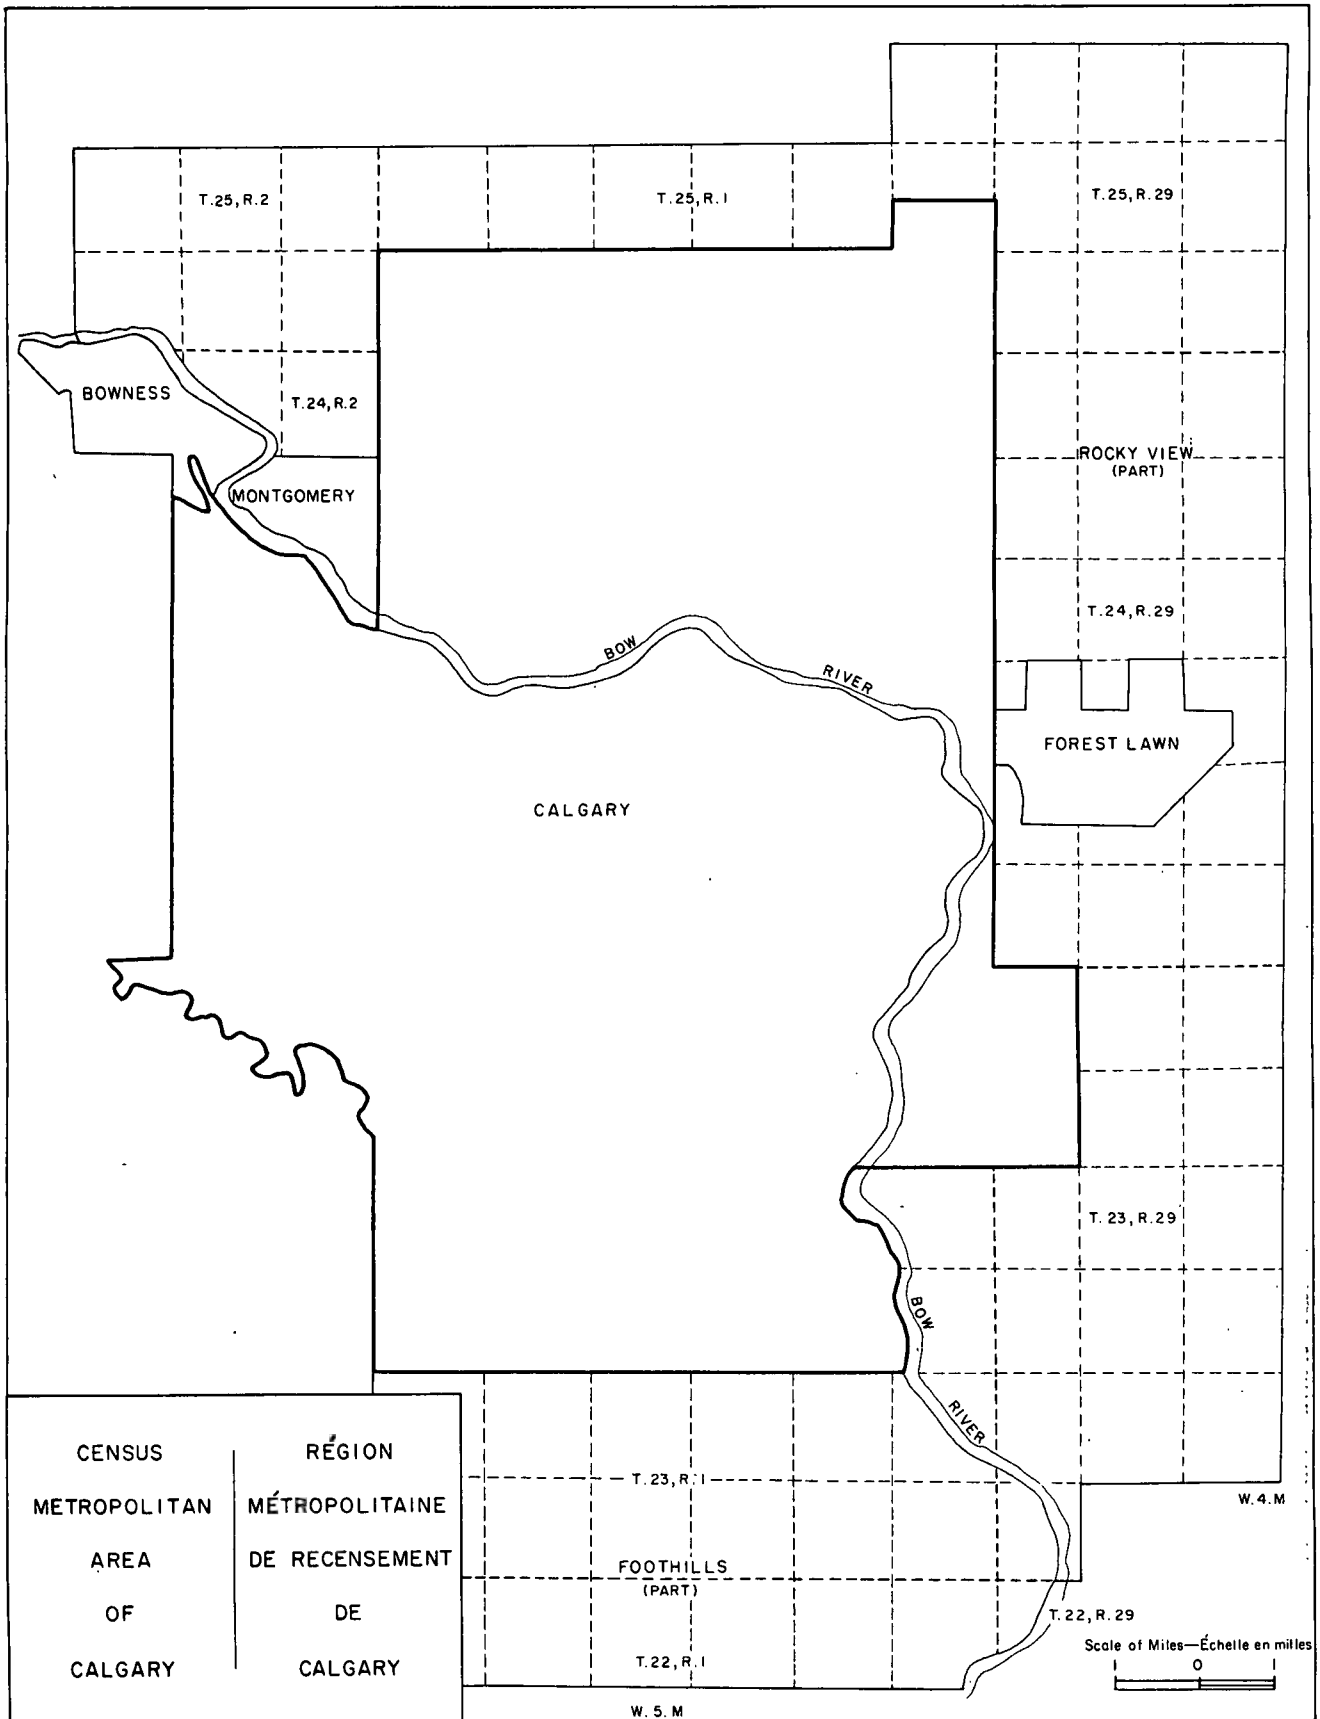 T.25, R.2
T.25, R.1
T.25, R.29
BOWNESS
T.24, R.2
ROCKY VIEW
(PART)
MONTGOMERY
T.24, R.29
BOW
RIVER
FOREST LAWN
CALGARY
T. 23, R.29
BOW
RIVER
T.23, R.1
W. 4. M
FOOTHILLS
(PART)
T.22, R.29
T.22, R.1
W. 5. M
Scale of Miles—Échelle en milles
1 0 1
CENSUS
METROPOLITAN
AREA
OF
CALGARY
RÉGION
MÉTROPOLITAINE
DE RECENSEMENT
DE
CALGARY